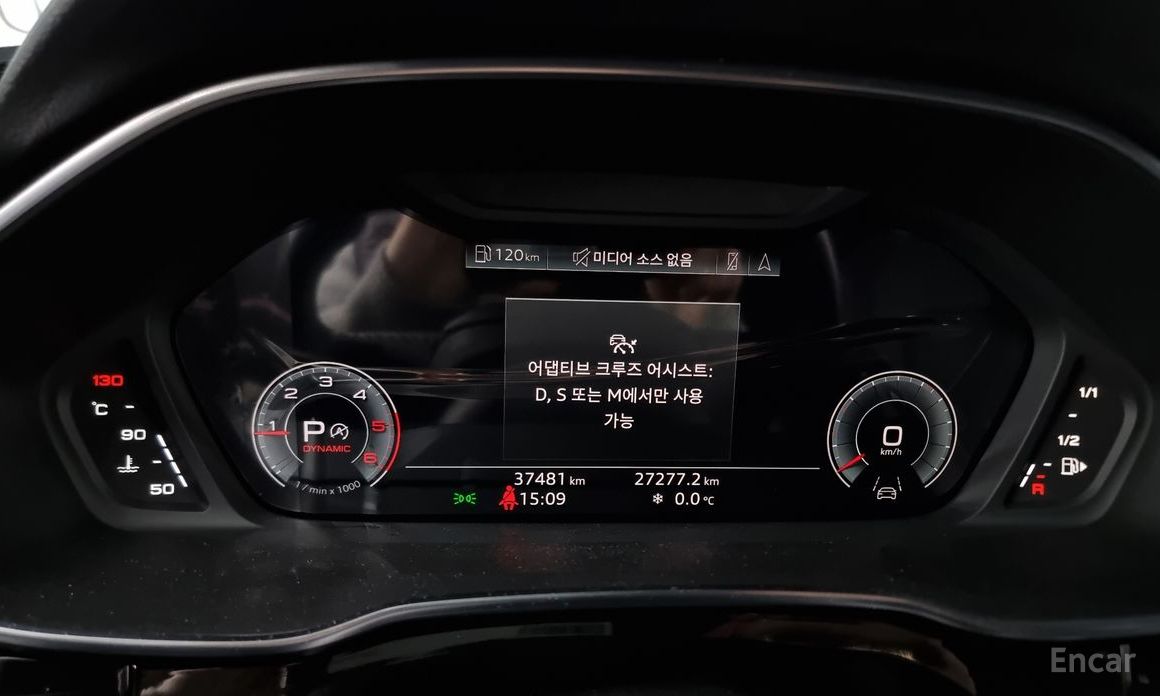 120 km
미디어 소스 없음
어댑티브 크루즈 어시스트:
D, S 또는 M에서만 사용
가능
130
°C
90
50
1
2
3
4
5
6
P
DYNAMIC
1 / min x 1000
0
km/h
1/1
1/2
R
37481 km
27277.2 km
15:09
0.0 °C
Encar